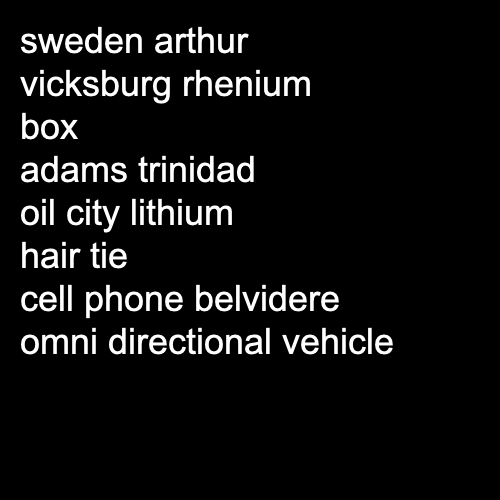 sweden arthur
vicksburg rhenium
box
adams trinidad
oil city lithium
hair tie
cell phone belvidere
omni directional vehicle